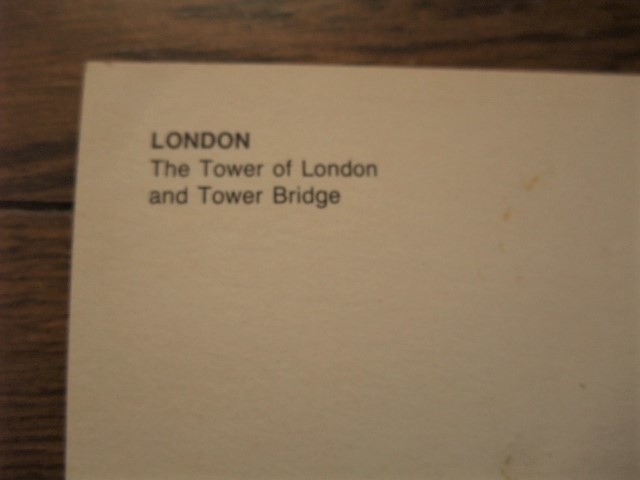 LONDON
The Tower of London
and Tower Bridge